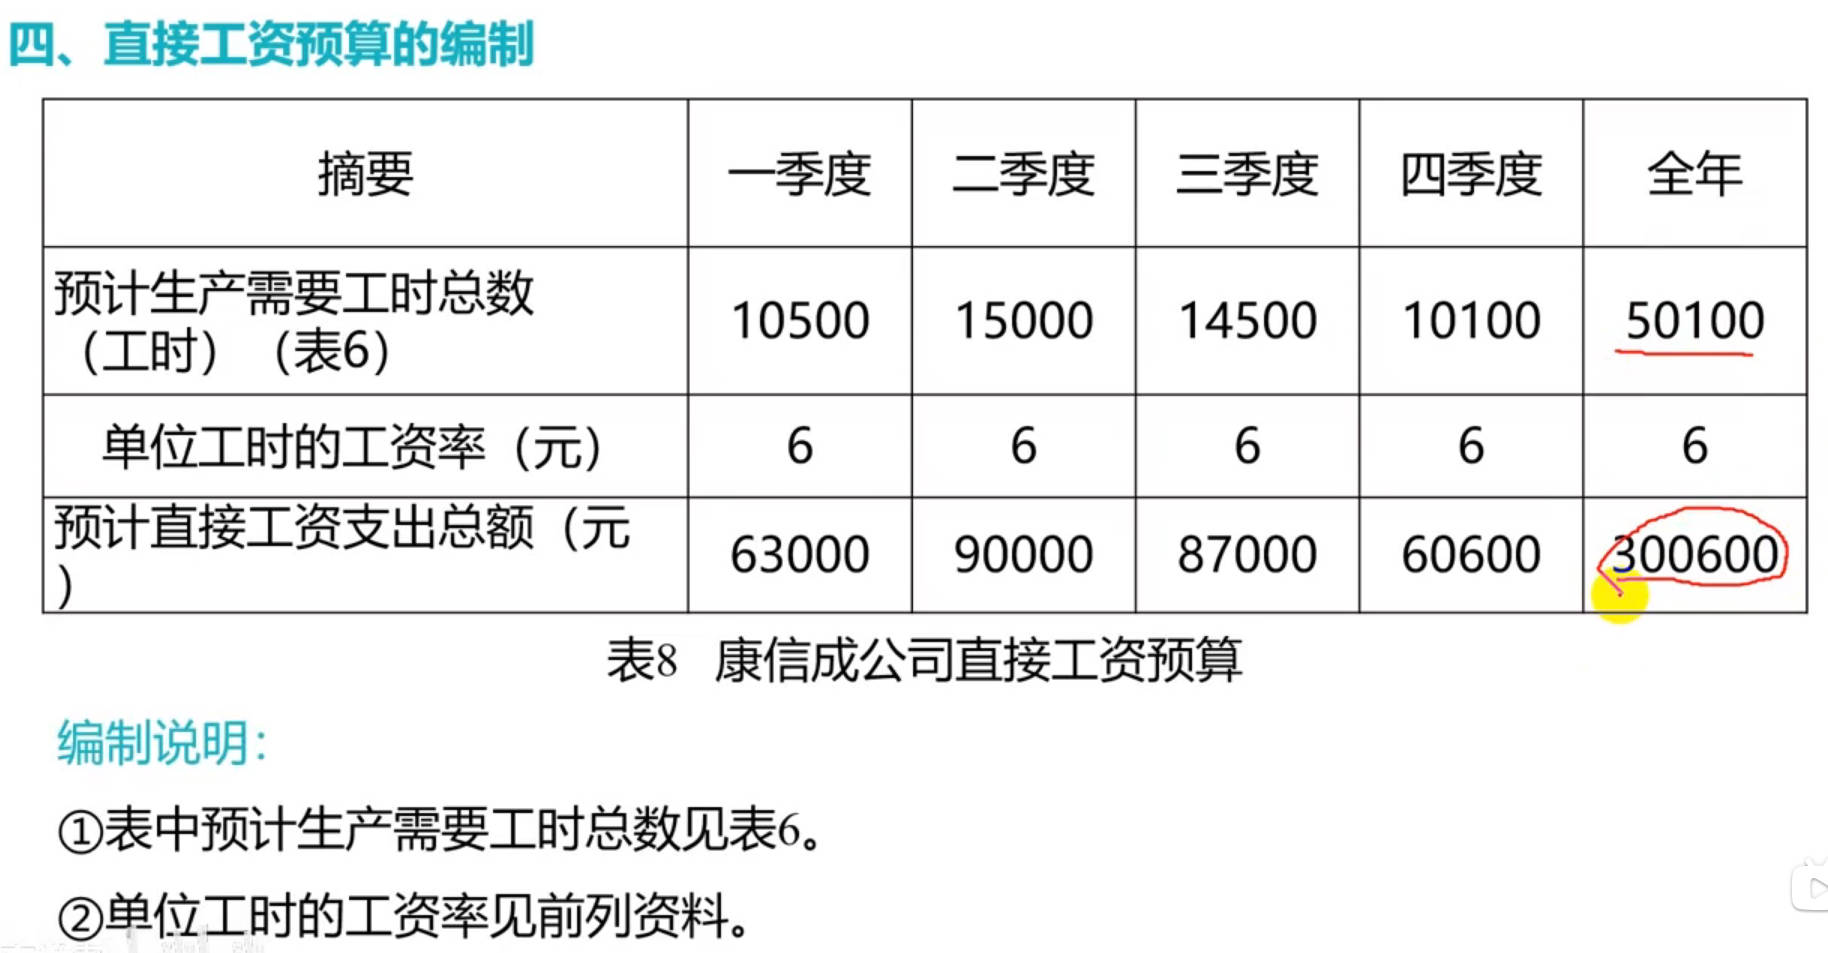 四、直接工资预算的编制
摘要 一季度 二季度 三季度 四季度 全年
预计生产需要工时总数
（工时）（表6） 10500 15000 14500 10100 50100
单位工时的工资率（元） 6 6 6 6 6
预计直接工资支出总额（元
） 63000 90000 87000 60600 300600
表8 康信成公司直接工资预算
编制说明：
①表中预计生产需要工时总数见表6。
②单位工时的工资率见前列资料。